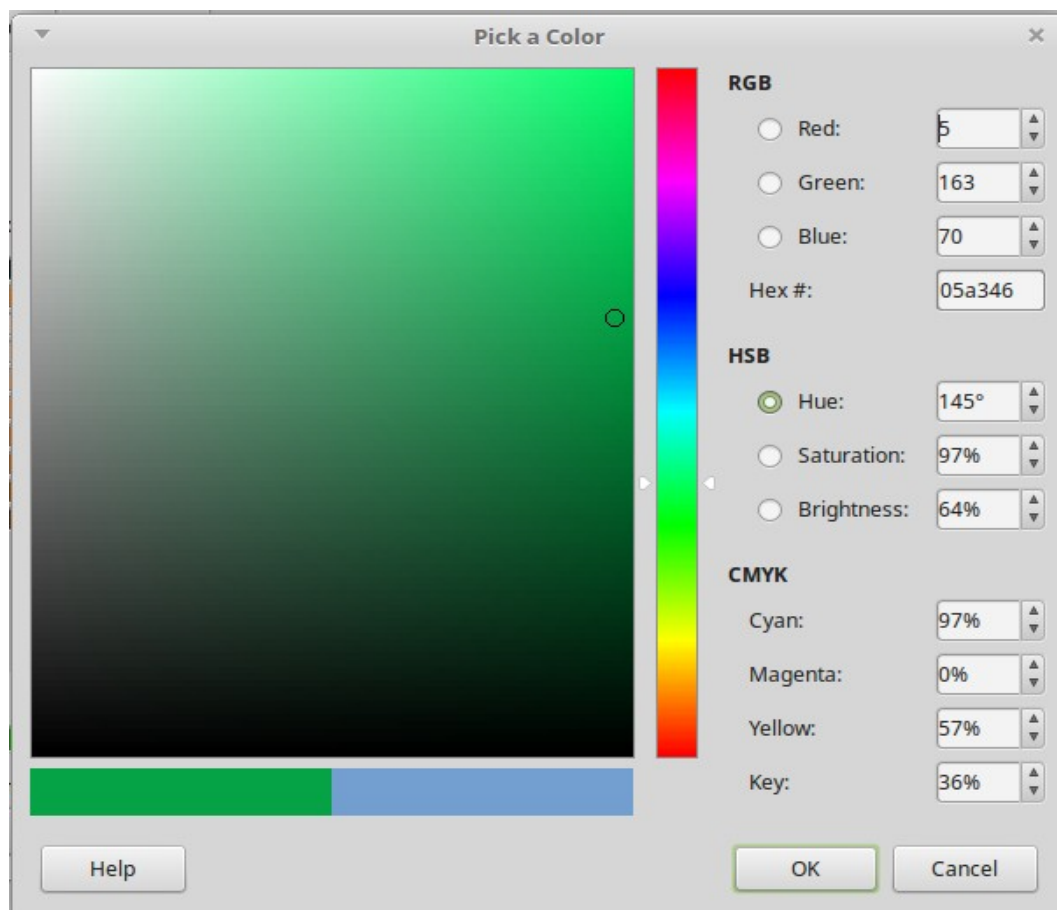 Pick a Color
RGB
Red: 5
Green: 163
Blue: 70
Hex #: 05a346
HSB
Hue: 145°
Saturation: 97%
Brightness: 64%
CMYK
Cyan: 97%
Magenta: 0%
Yellow: 57%
Key: 36%
Help OK Cancel